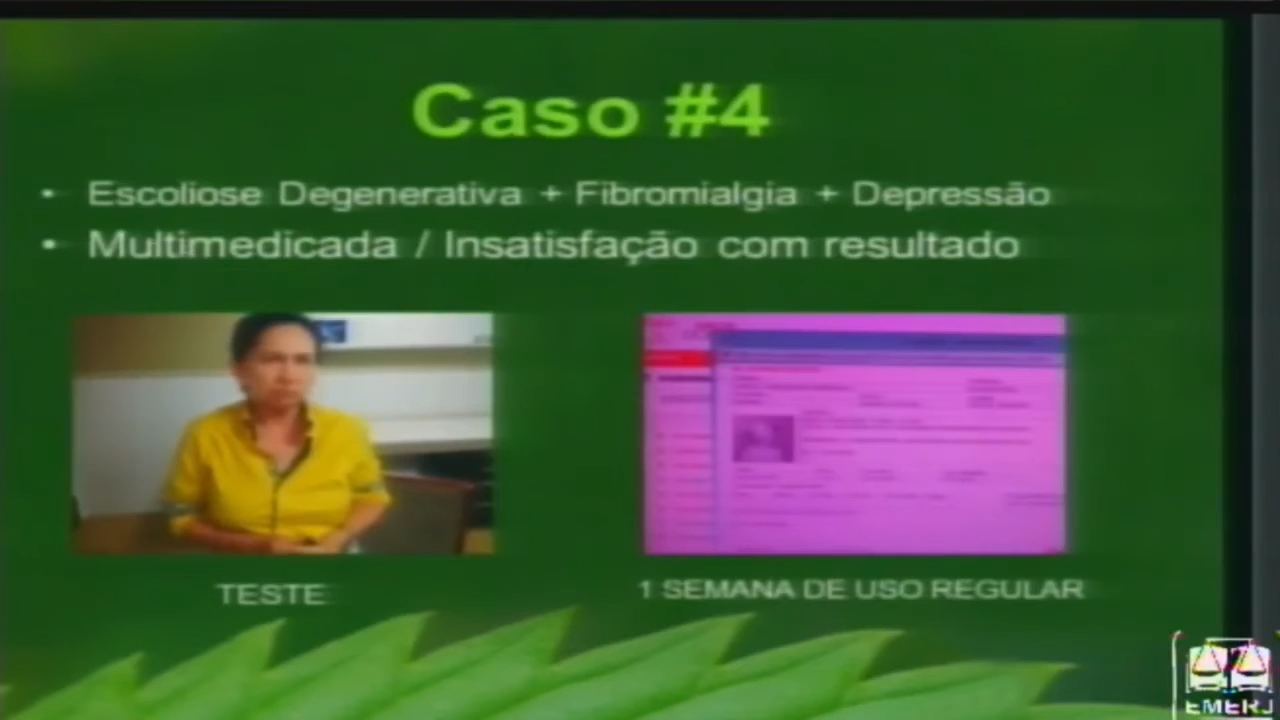 Caso #4
• Escoliose Degenerativa + Fibromialgia + Depressão
• Multimedicada / Insatisfação com resultado
TESTE
1 SEMANA DE USO REGULAR
EMERJ